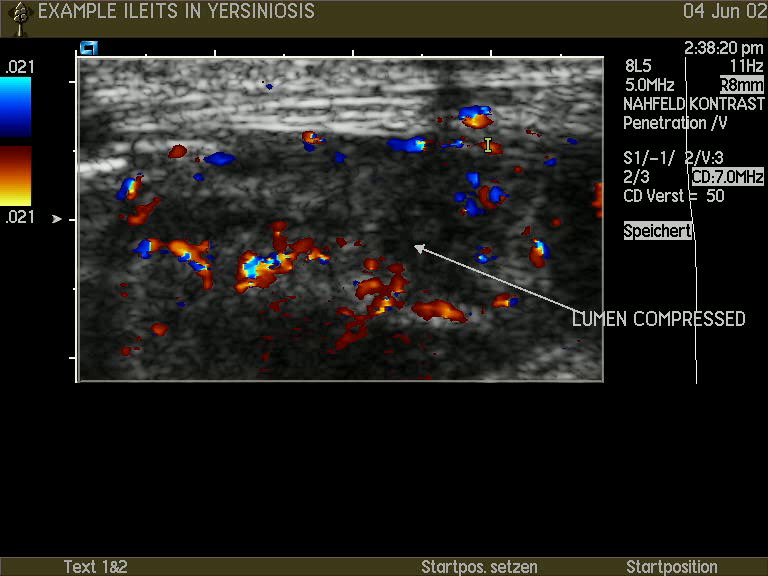 EXAMPLE ILEITS IN YERSINIOSIS 04 Jun 02
2:38:20 pm
.021
8L5 11Hz
5.0MHz R8mm
NAHFELD KONTRAST
Penetration /V
S1/-1/ 2/V:3
2/3 CD:7.0MHz
CD Verst = 50
.021
Speichert
LUMEN COMPRESSED
Text 1&2 Startpos. setzen Startposition